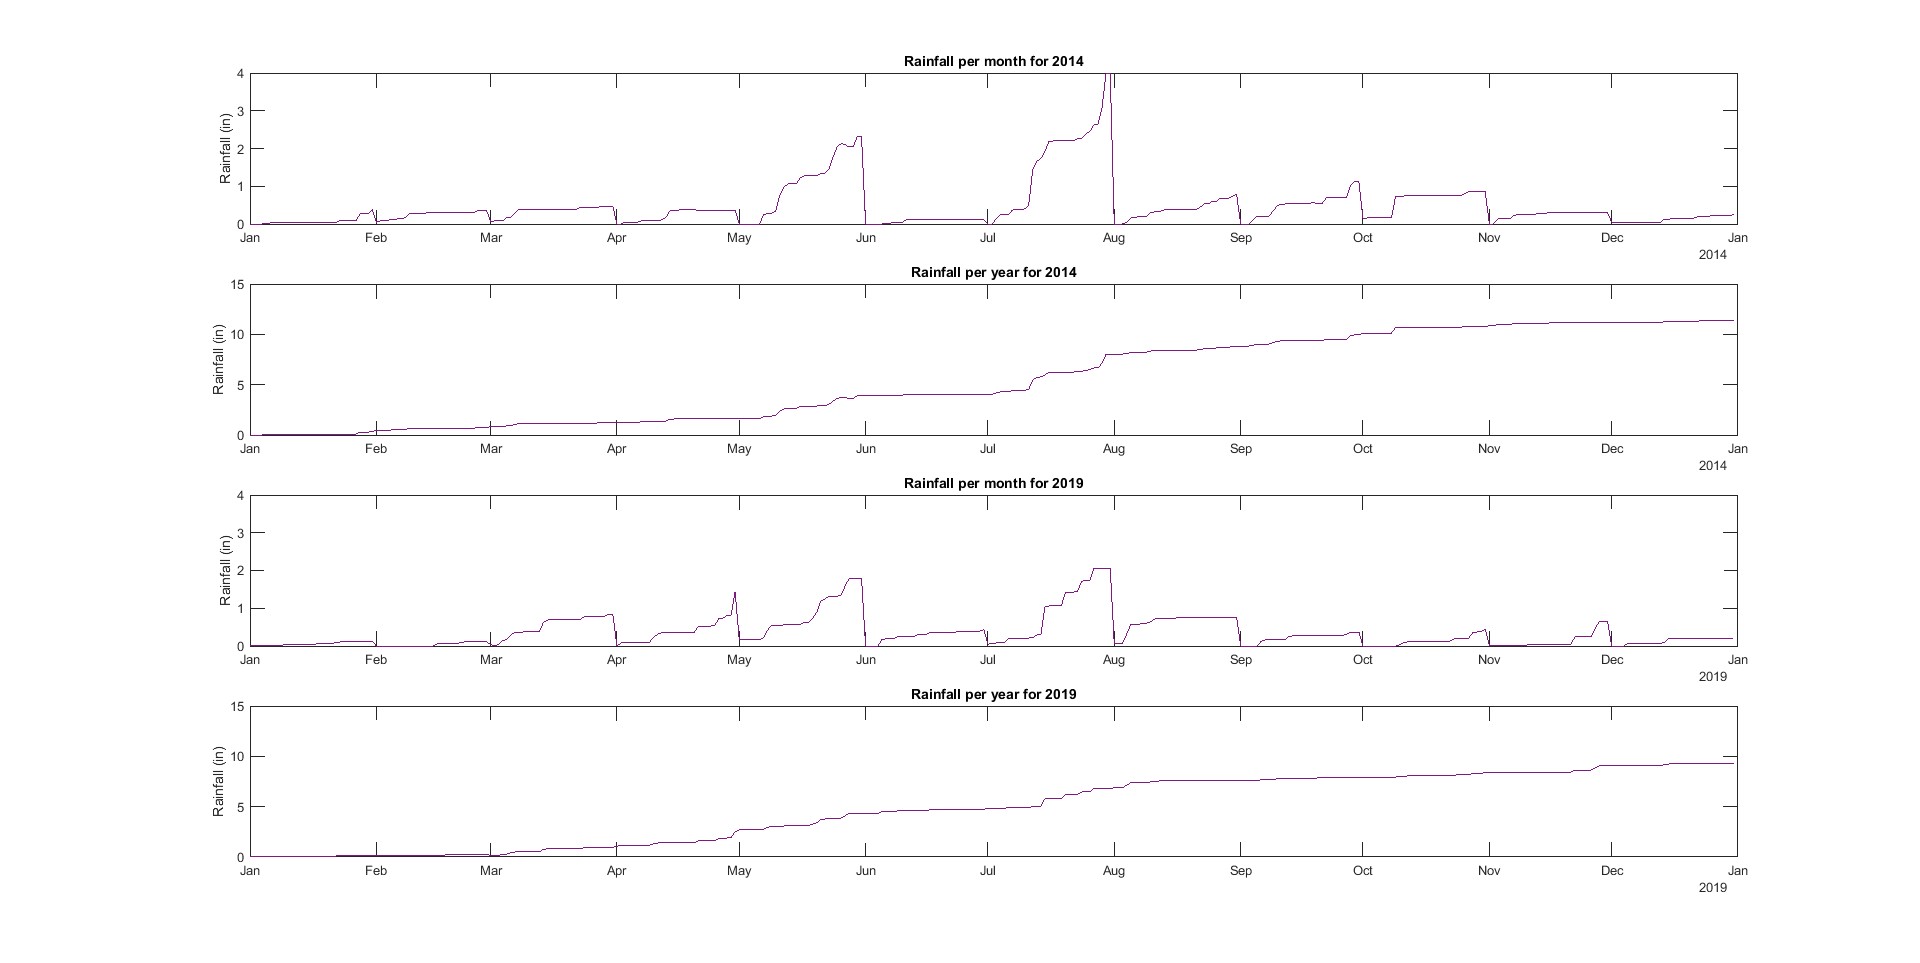 Rainfall per month for 2014
4
3
2
1
0
Rainfall (in)
Jan Feb Mar Apr May Jun Jul Aug Sep Oct Nov Dec Jan
2014
Rainfall per year for 2014
15
10
5
0
Rainfall (in)
Jan Feb Mar Apr May Jun Jul Aug Sep Oct Nov Dec Jan
2014
Rainfall per month for 2019
4
3
2
1
0
Rainfall (in)
Jan Feb Mar Apr May Jun Jul Aug Sep Oct Nov Dec Jan
2019
Rainfall per year for 2019
15
10
5
0
Rainfall (in)
Jan Feb Mar Apr May Jun Jul Aug Sep Oct Nov Dec Jan
2019